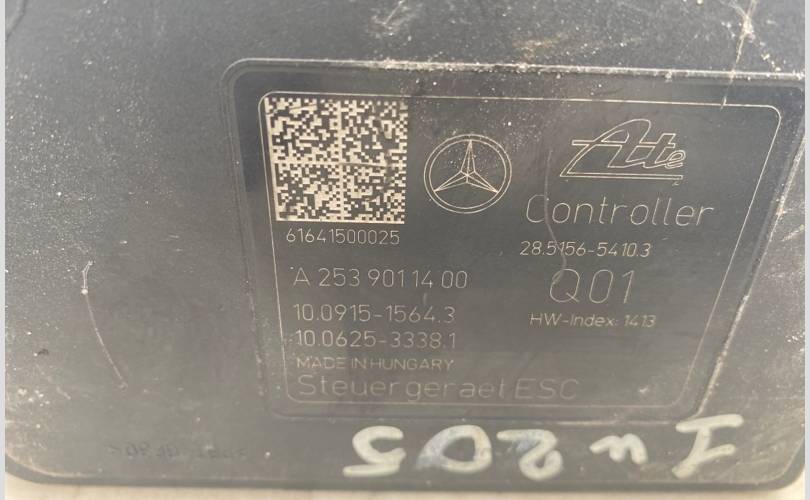 Ate
Controller
61641500025
28.5156-5410.3
A 253 901 14 00
Q01
10.0915-1564.3
HW-Index: 1413
10.0625-3338.1
MADE IN HUNGARY
Steuergeraet ESC